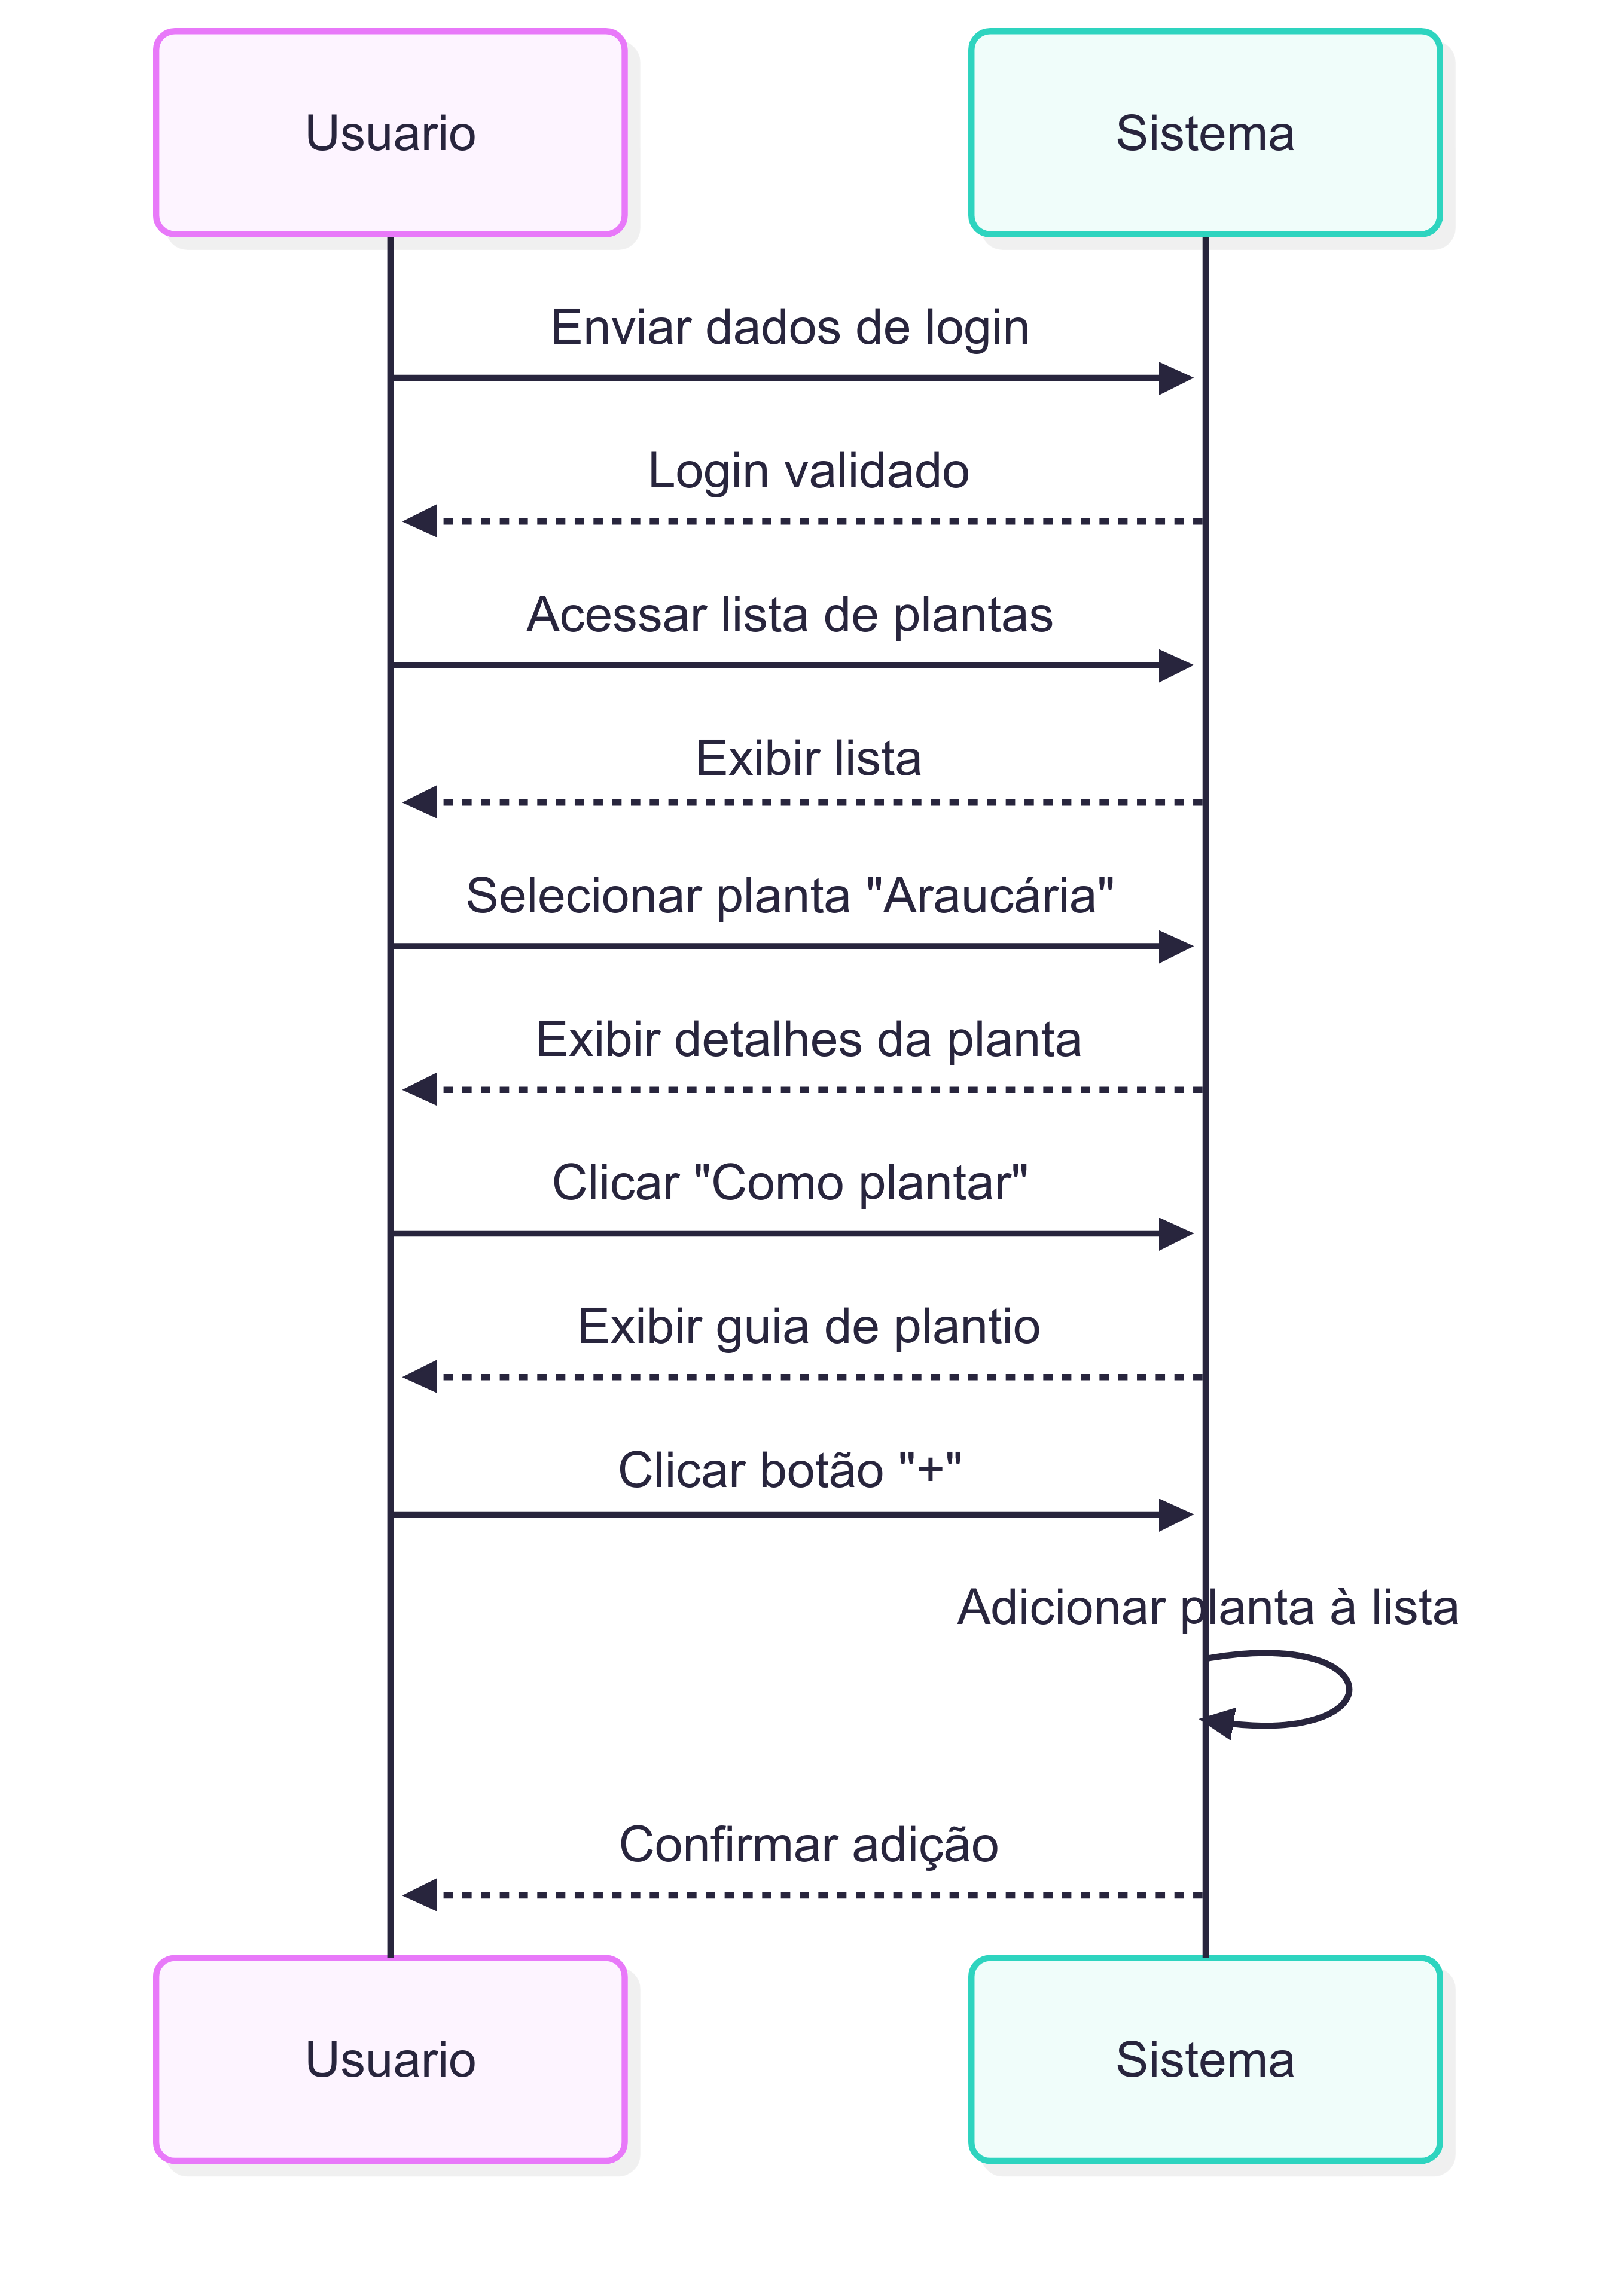 Usuario
Sistema
Enviar dados de login
Login validado
Acessar lista de plantas
Exibir lista
Selecionar planta "Araucária"
Exibir detalhes da planta
Clicar "Como plantar"
Exibir guia de plantio
Clicar botão "+"
Adicionar planta à lista
Confirmar adição
Usuario
Sistema